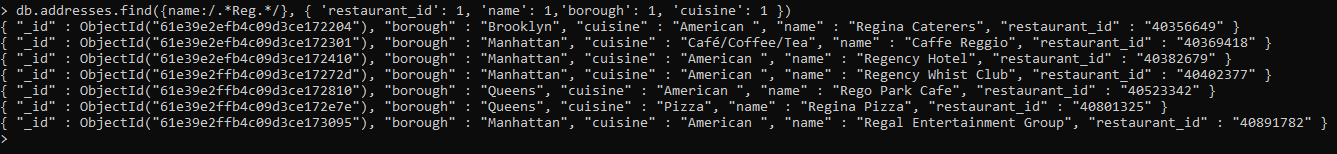 > db.addresses.find({name:/.*Reg.*/}, { 'restaurant_id': 1, 'name': 1,'borough': 1, 'cuisine': 1 })
{ "_id" : ObjectId("61e39e2efb4c09d3ce172204"), "borough" : "Brooklyn", "cuisine" : "American ", "name" : "Regina Caterers", "restaurant_id" : "40356649" }
{ "_id" : ObjectId("61e39e2efb4c09d3ce172301"), "borough" : "Manhattan", "cuisine" : "Café/Coffee/Tea", "name" : "Caffe Reggio", "restaurant_id" : "40369418" }
{ "_id" : ObjectId("61e39e2ffb4c09d3ce172410"), "borough" : "Manhattan", "cuisine" : "American ", "name" : "Regency Hotel", "restaurant_id" : "40382679" }
{ "_id" : ObjectId("61e39e2ffb4c09d3ce17272d"), "borough" : "Manhattan", "cuisine" : "American ", "name" : "Regency Whist Club", "restaurant_id" : "40402377" }
{ "_id" : ObjectId("61e39e2ffb4c09d3ce172810"), "borough" : "Queens", "cuisine" : "American ", "name" : "Rego Park Cafe", "restaurant_id" : "40523342" }
{ "_id" : ObjectId("61e39e2ffb4c09d3ce172e7e"), "borough" : "Queens", "cuisine" : "Pizza", "name" : "Regina Pizza", "restaurant_id" : "40801325" }
{ "_id" : ObjectId("61e39e2ffb4c09d3ce173095"), "borough" : "Manhattan", "cuisine" : "American ", "name" : "Regal Entertainment Group", "restaurant_id" : "40891782" }
>